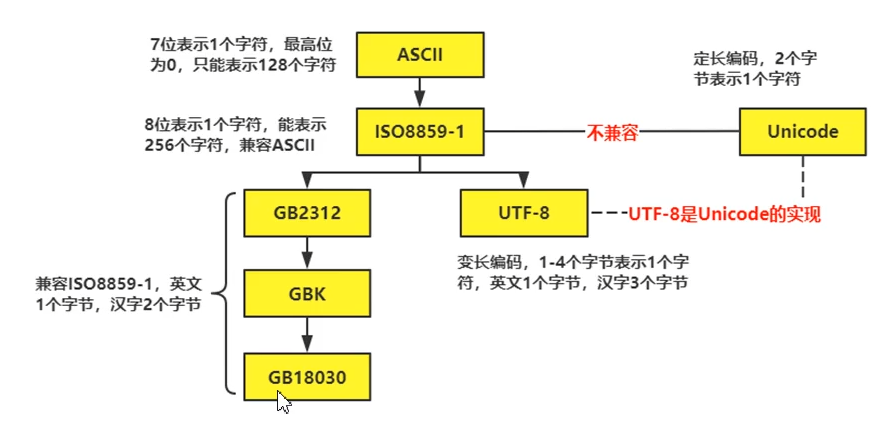 7位表示1个字符，最高位
为0，只能表示128个字符
ASCII
定长编码，2个字
节表示1个字符
8位表示1个字符，能表示
256个字符，兼容ASCII
ISO8859-1
不兼容
Unicode
GB2312
UTF-8
UTF-8是Unicode的实现
变长编码，1-4个字节表示1个字
符，英文1个字节，汉字3个字节
兼容ISO8859-1，英文
1个字节，汉字2个字节
GBK
GB18030